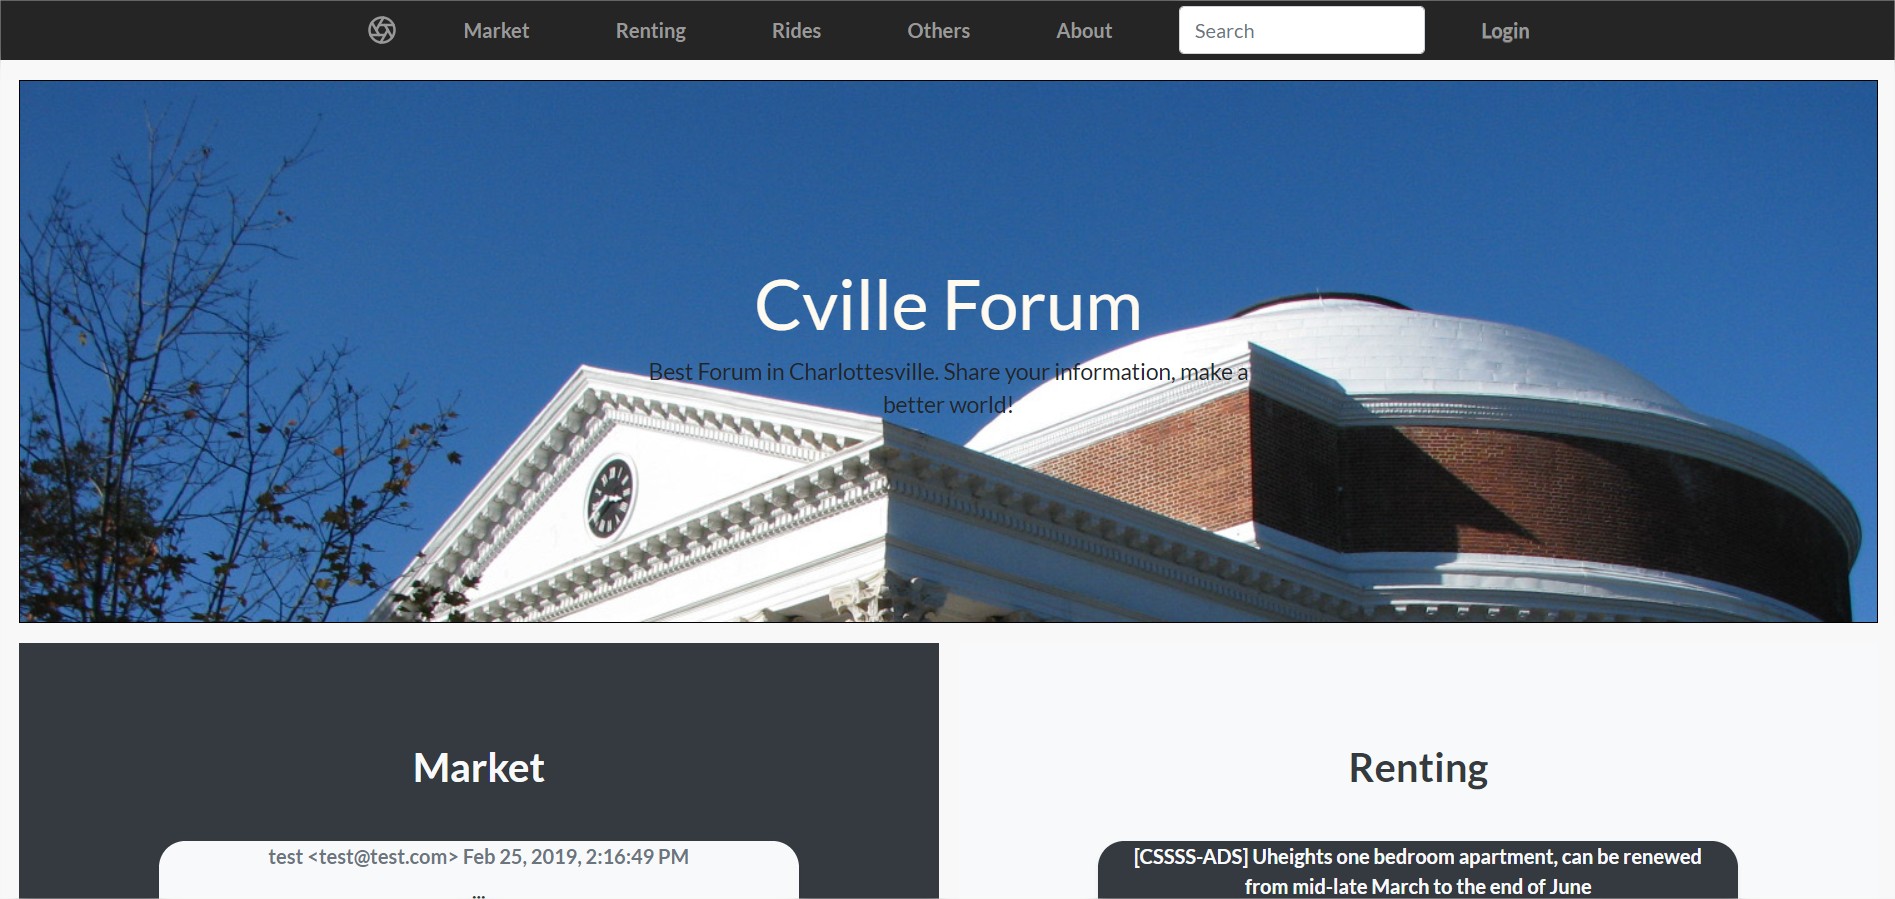 Market Renting Rides Others About Search Login
Cville Forum
Best Forum in Charlottesville. Share your information, make a
better world!
Market
test <test@test.com> Feb 25, 2019, 2:16:49 PM
...
Renting
[CSSSS-ADS] Uheights one bedroom apartment, can be renewed
from mid-late March to the end of June